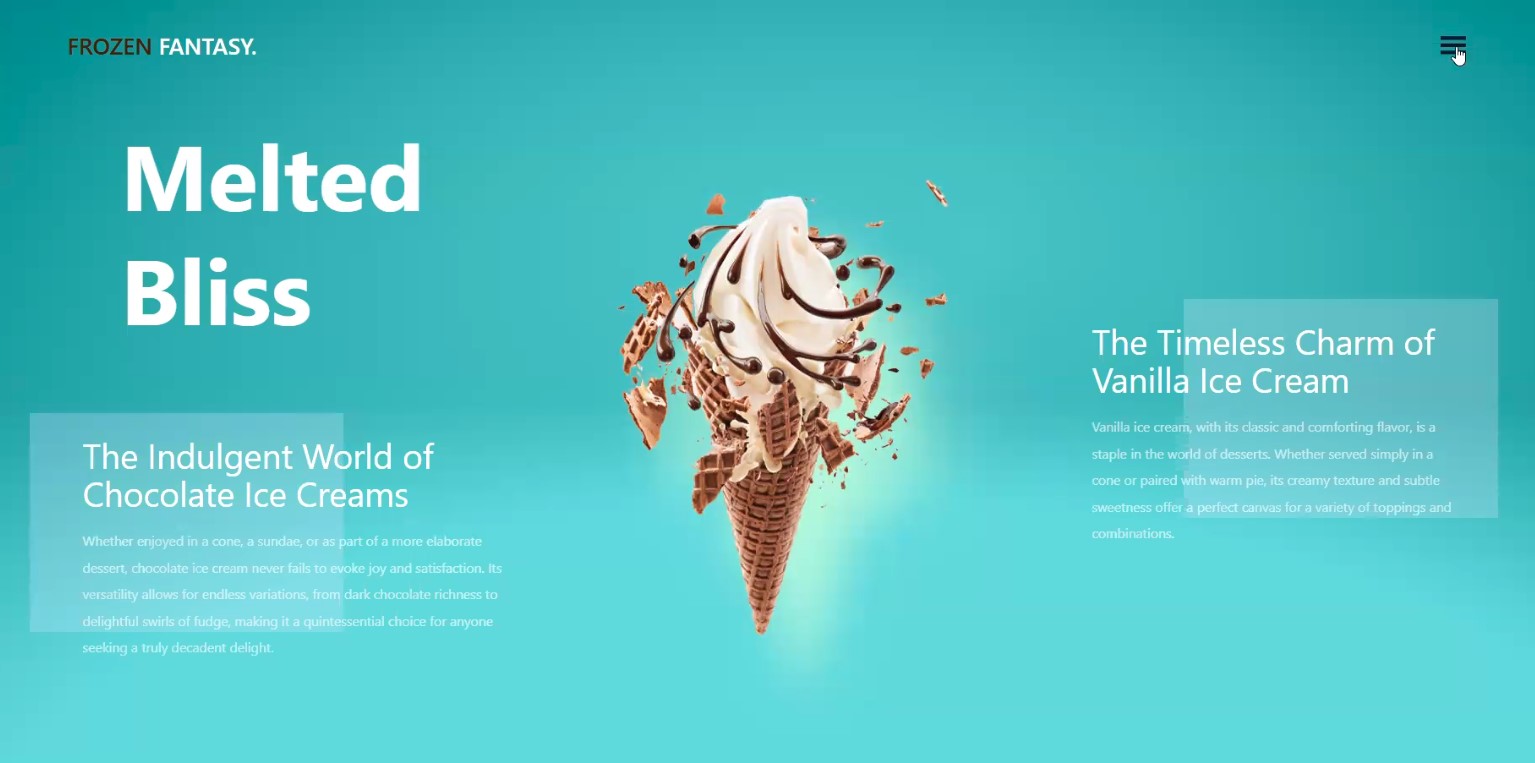 FROZEN FANTASY.
Melted
Bliss
The Indulgent World of
Chocolate Ice Creams
Whether enjoyed in a cone, a sundae, or as part of a more elaborate
dessert, chocolate ice cream never fails to evoke joy and satisfaction. Its
versatility allows for endless variations, from dark chocolate richness to
delightful swirls of fudge, making it a quintessential choice for anyone
seeking a truly decadent delight.
The Timeless Charm of
Vanilla Ice Cream
Vanilla ice cream, with its classic and comforting flavor, is a
staple in the world of desserts. Whether served simply in a
cone or paired with warm pie, its creamy texture and subtle
sweetness offer a perfect canvas for a variety of toppings and
combinations.